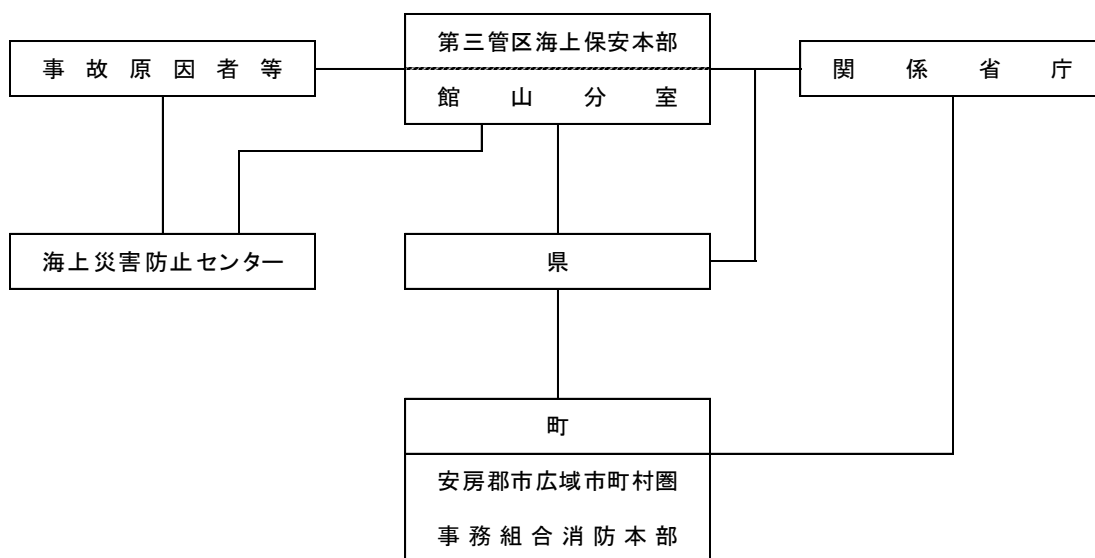 第三管区海上保安本部
事故原因者等
関係省庁
館山分室
海上災害防止センター
県
町
安房郡市広域市町村圏
事務組合消防本部